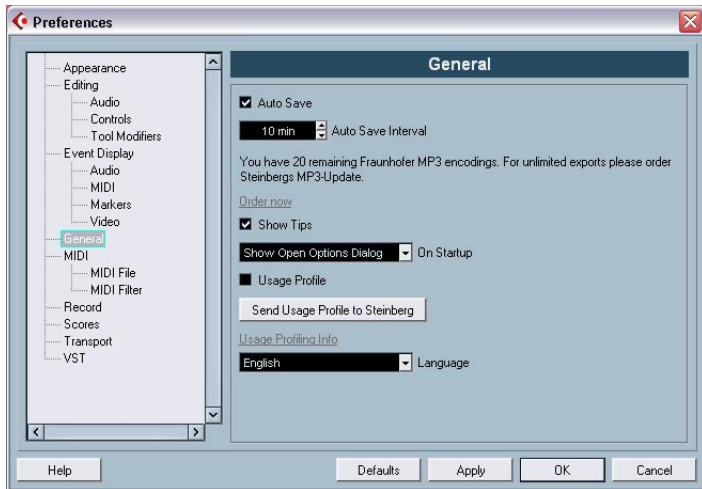 Preferences
Appearance
Editing
Audio
Controls
Tool Modifiers
Event Display
Audio
MIDI
Markers
Video
General
MIDI
MIDI File
MIDI Filter
Record
Scores
Transport
VST
General
Auto Save
10 min Auto Save Interval
You have 20 remaining Fraunhofer MP3 encodings. For unlimited exports please order
Steinbergs MP3-Update.
Order now
Show Tips
Show Open Options Dialog On Startup
Usage Profile
Send Usage Profile to Steinberg
Usage Profiling Info
English Language
Help Defaults Apply OK Cancel